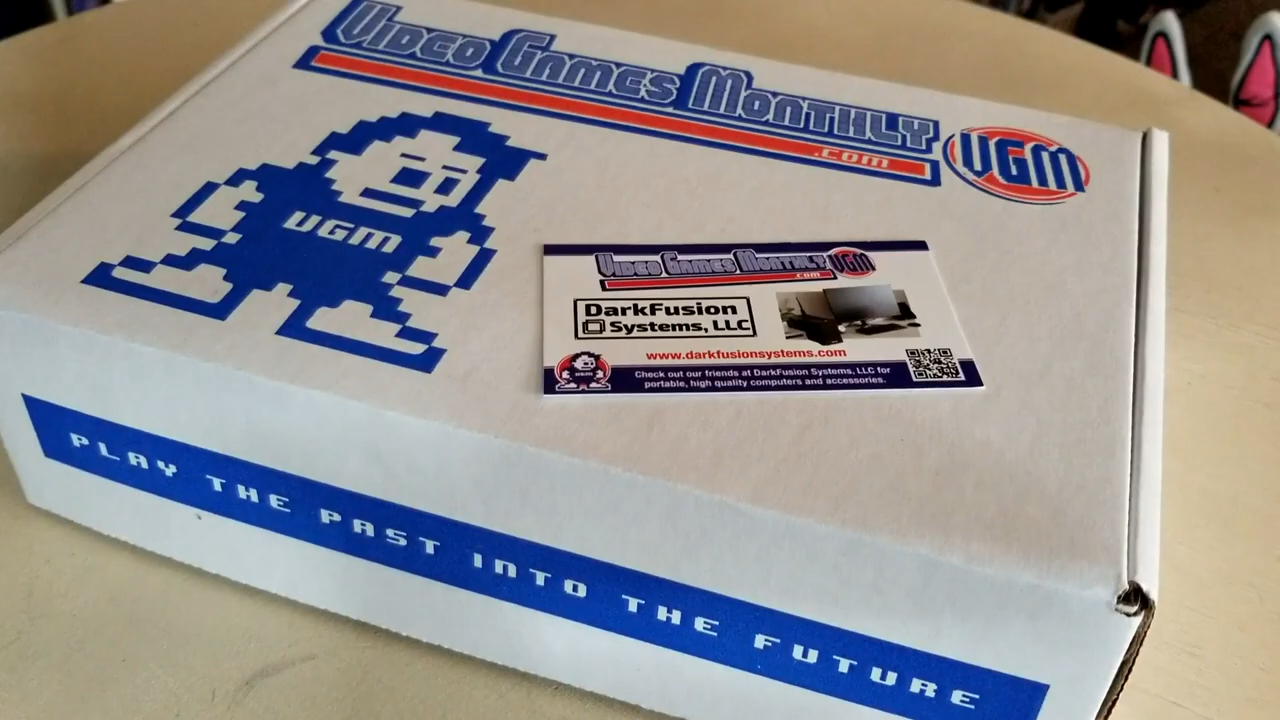 Video Games Monthly
.com
VGM
VGM
Video Games Monthly VGM
.com
DarkFusion
Systems, LLC
www.darkfusionsystems.com
Check out our friends at DarkFusion Systems, LLC for
portable, high quality computers and accessories.
PLAY THE PAST INTO THE FUTURE